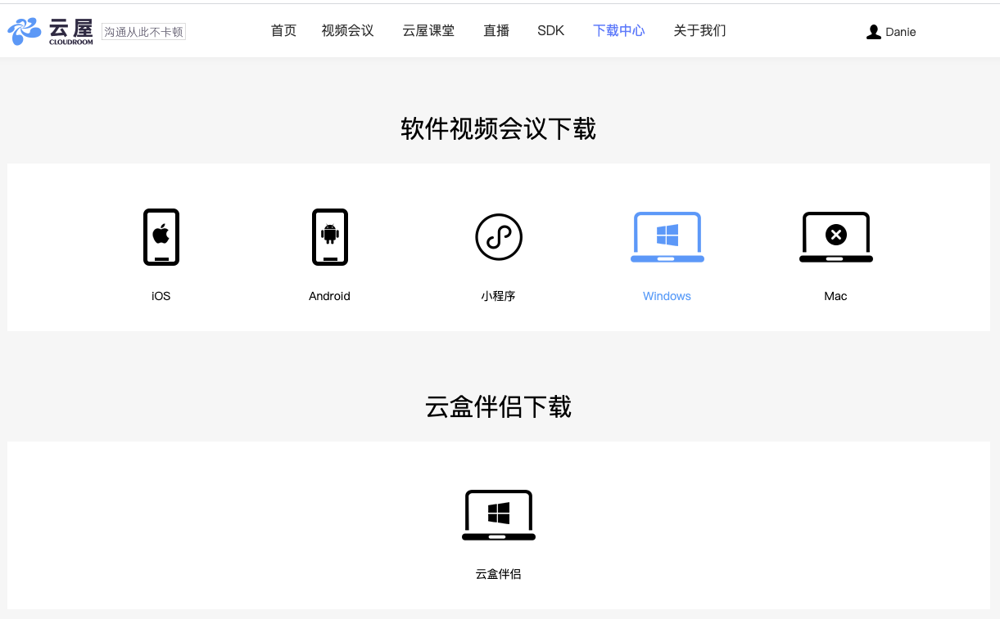 云屋
CLOUDROOM
沟通从此不卡顿
首页 视频会议 云屋课堂 直播 SDK 下载中心 关于我们
Danie
软件视频会议下载
iOS Android 小程序 Windows Mac
云盒伴侣下载
云盒伴侣